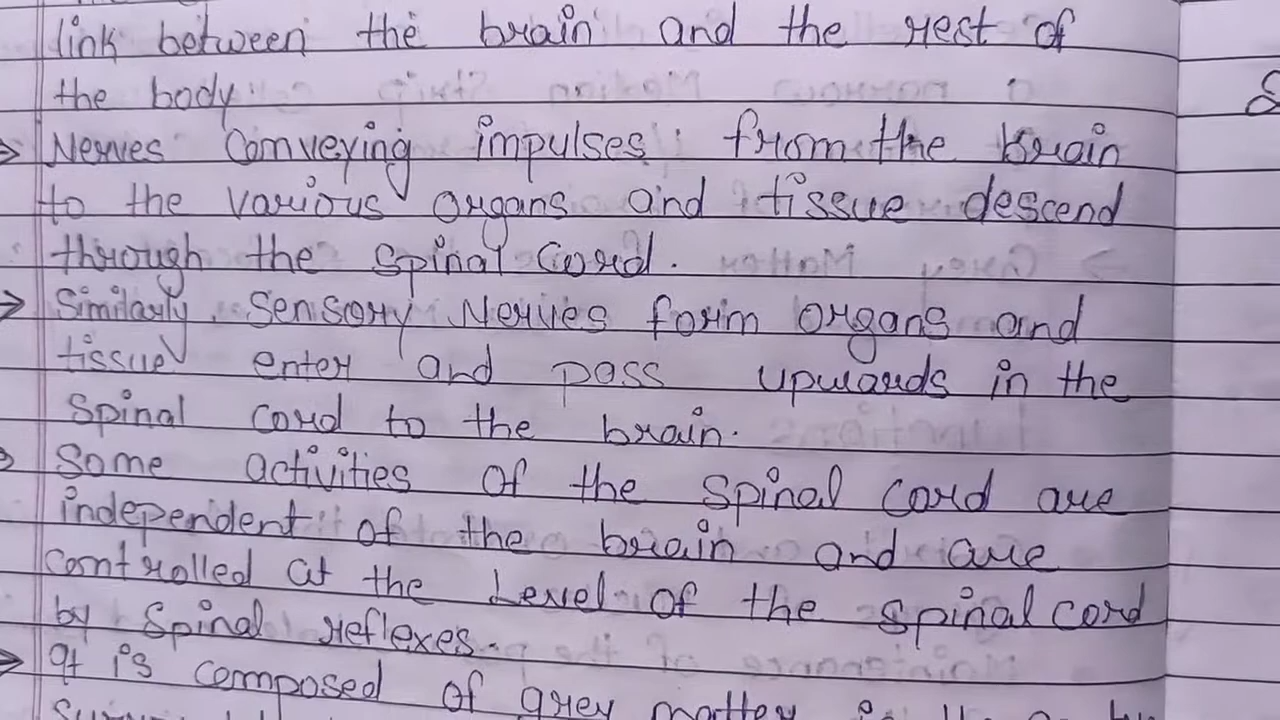 link between the brain and the rest of
the body.
→ Nerves Conveying impulses from the brain
to the various organs and tissue descend
through the spinal Cord.
→ Similarly Sensory Nerves form organs and
tissue enter and pass upwards in the
Spinal cord to the brain.
→ Some activities of the spinal cord are
independent of the brain and are
controlled at the Level of the spinal cord
by spinal reflexes.
→ It is composed of grey matter